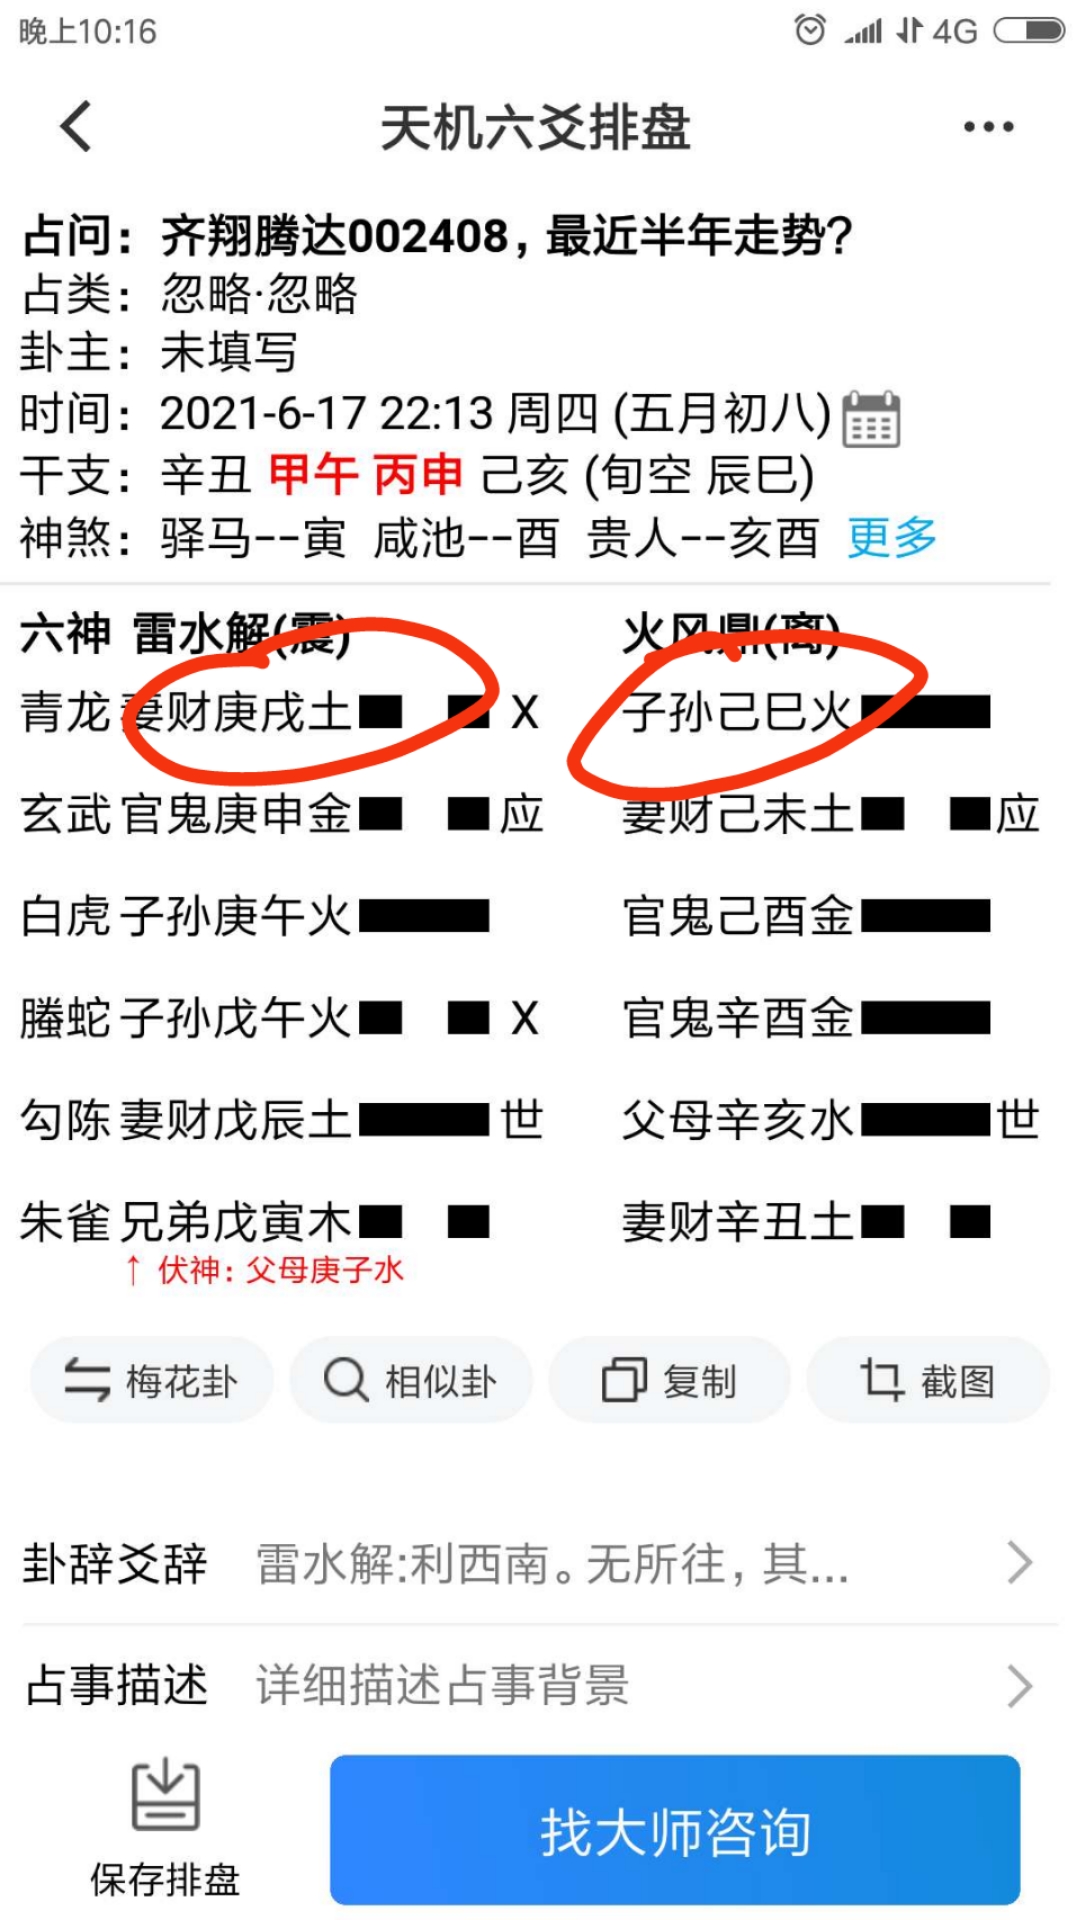 晚上10:16 4G
天机六爻排盘
占问：齐翔腾达002408，最近半年走势？
占类：忽略·忽略
卦主：未填写
时间：2021-6-17 22:13 周四 (五月初八)
干支：辛丑 甲午 丙申 己亥 (旬空 辰巳)
神煞：驿马--寅 咸池--酉 贵人--亥酉 更多
六神 雷水解(震) 火风鼎(离)
青龙 妻财庚戌土 X 子孙己巳火
玄武 官鬼庚申金 应 妻财己未土 应
白虎 子孙庚午火 官鬼己酉金
螣蛇 子孙戊午火 X 官鬼辛酉金
勾陈 妻财戊辰土 世 父母辛亥水 世
朱雀 兄弟戊寅木 妻财辛丑土
↑ 伏神：父母庚子水
梅花卦 相似卦 复制 截图
卦辞爻辞 雷水解:利西南。无所往，其...
占事描述 详细描述占事背景
保存排盘 找大师咨询